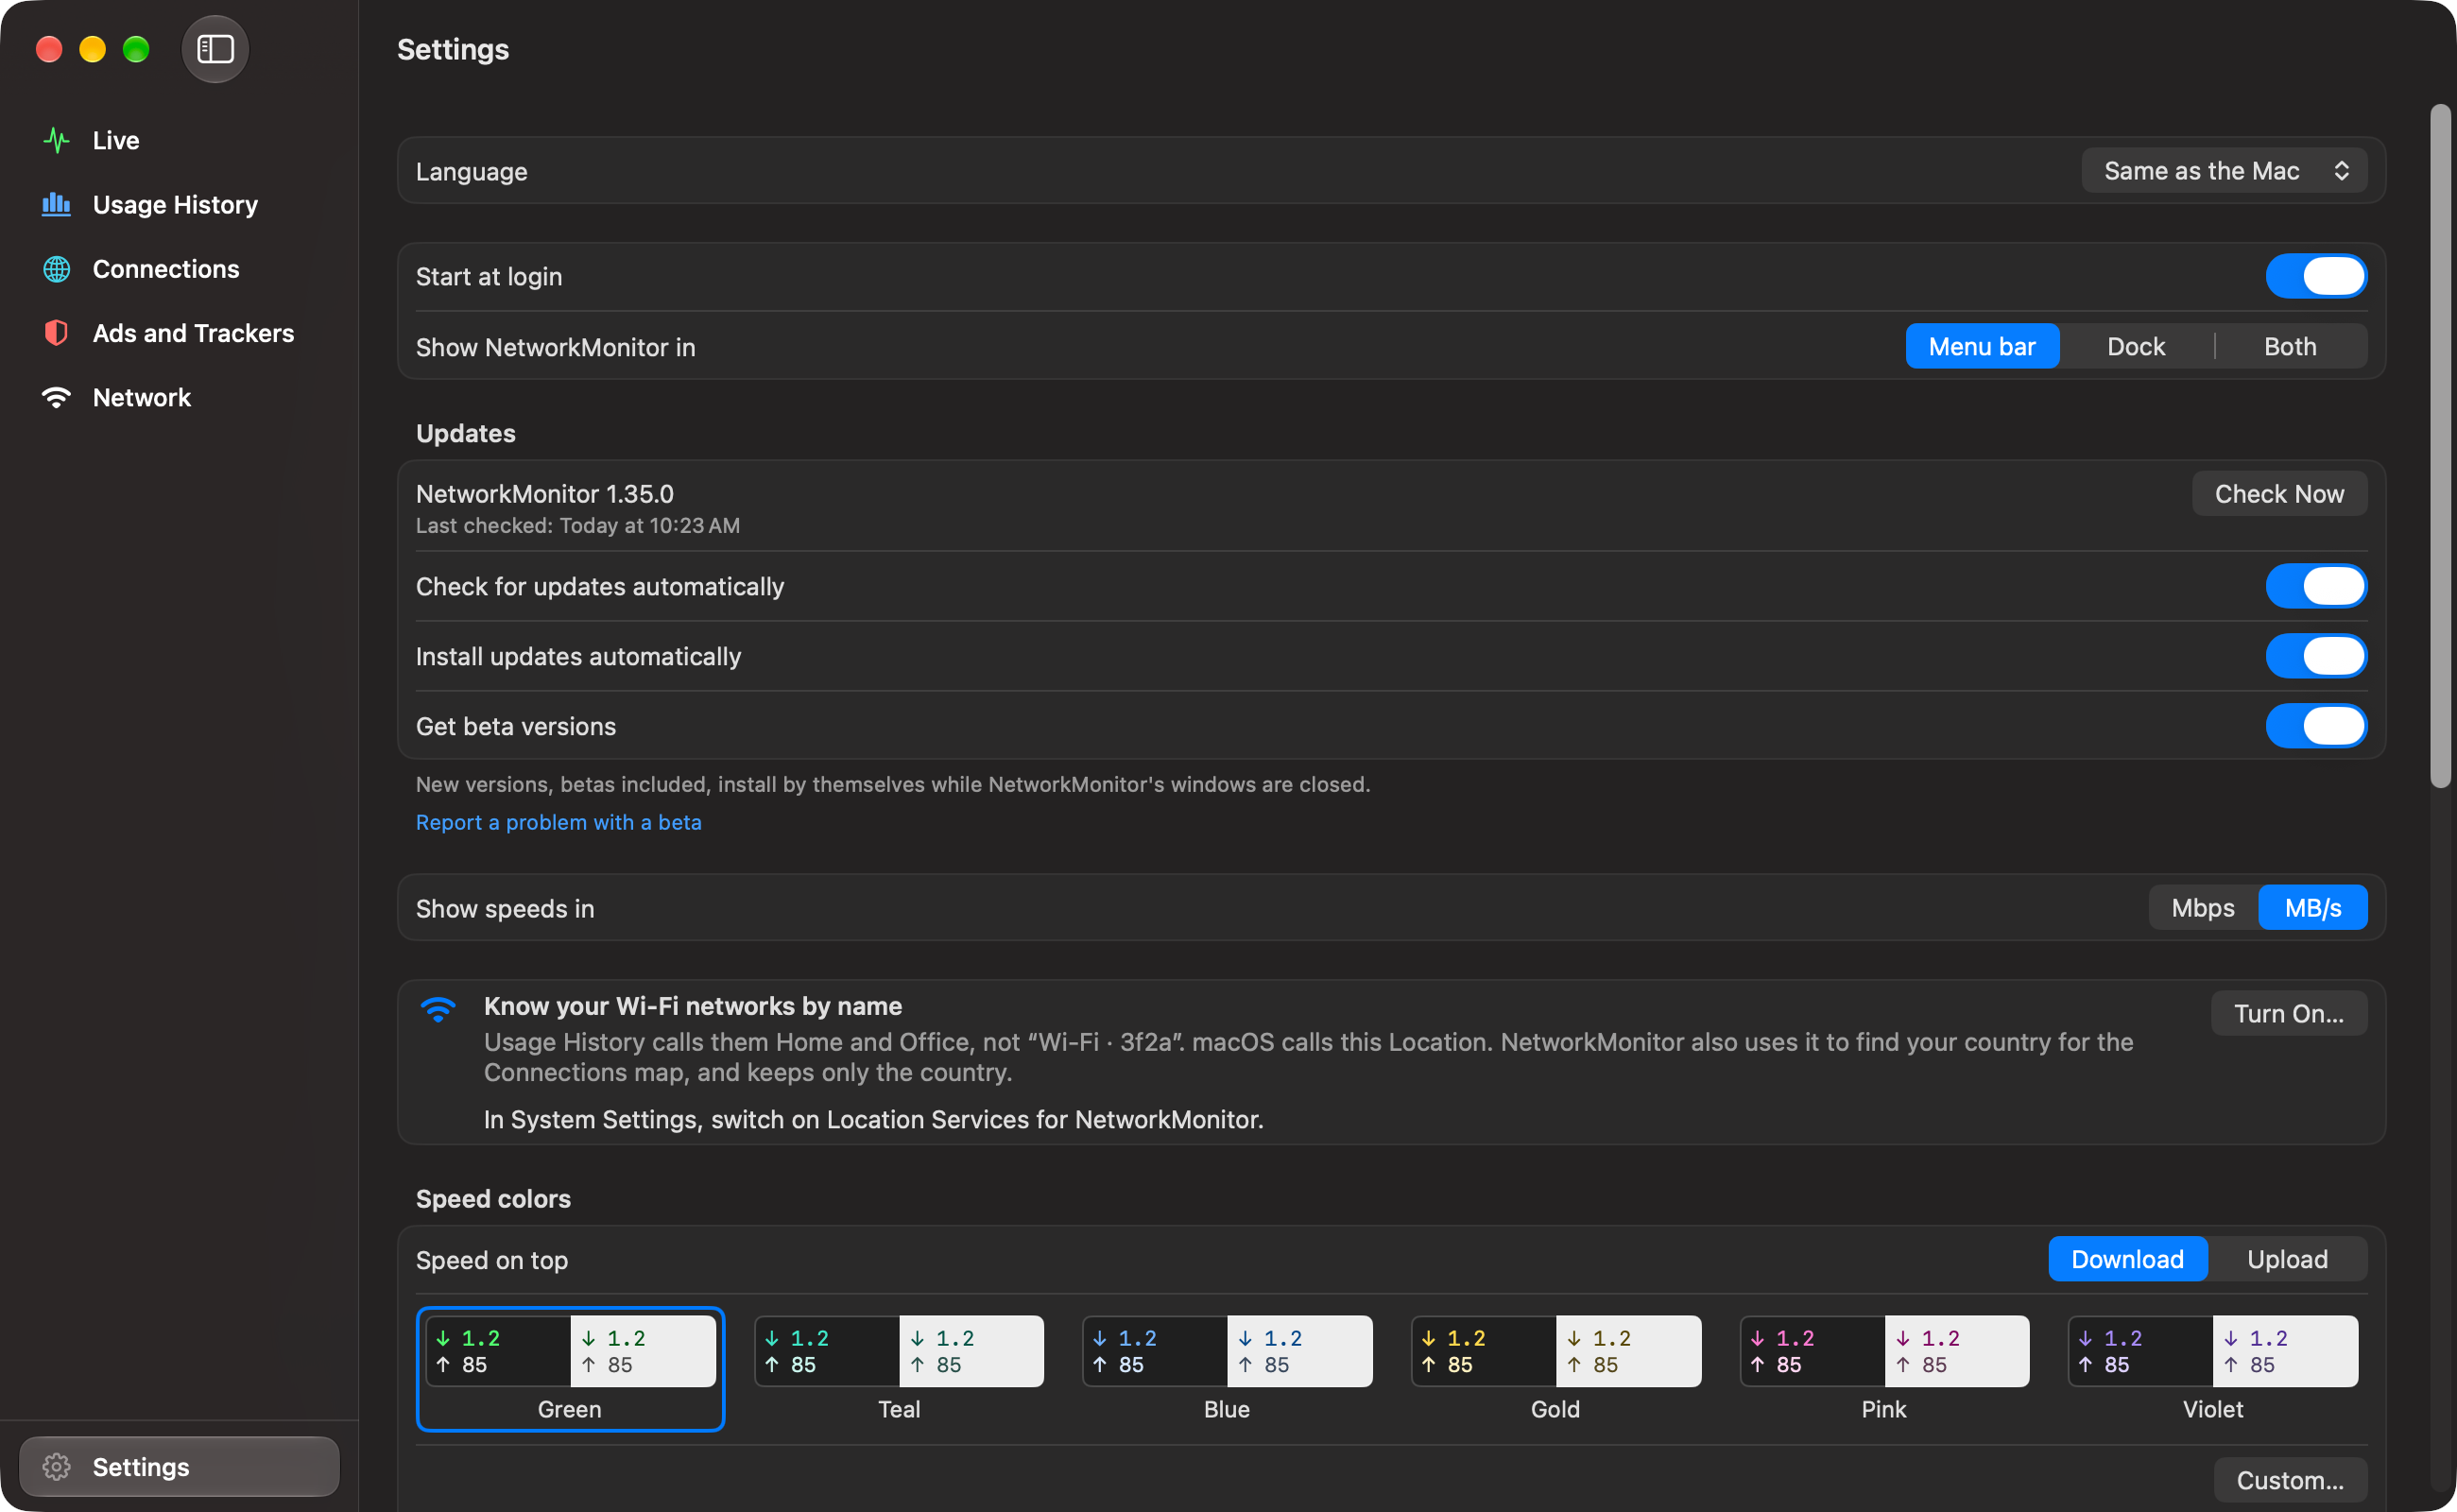 Settings
Live
Usage History
Connections
Ads and Trackers
Network
Settings
Language
Same as the Mac
Start at login
Show NetworkMonitor in
Menu bar
Dock
Both
Updates
NetworkMonitor 1.35.0
Last checked: Today at 10:23 AM
Check Now
Check for updates automatically
Install updates automatically
Get beta versions
New versions, betas included, install by themselves while NetworkMonitor's windows are closed.
Report a problem with a beta
Show speeds in
Mbps
MB/s
Know your Wi-Fi networks by name
Usage History calls them Home and Office, not “Wi-Fi · 3f2a”. macOS calls this Location. NetworkMonitor also uses it to find your country for the
Connections map, and keeps only the country.
In System Settings, switch on Location Services for NetworkMonitor.
Turn On...
Speed colors
Speed on top
Download
Upload
↓ 1.2 ↓ 1.2
↑ 85 ↑ 85
Green
↓ 1.2 ↓ 1.2
↑ 85 ↑ 85
Teal
↓ 1.2 ↓ 1.2
↑ 85 ↑ 85
Blue
↓ 1.2 ↓ 1.2
↑ 85 ↑ 85
Gold
↓ 1.2 ↓ 1.2
↑ 85 ↑ 85
Pink
↓ 1.2 ↓ 1.2
↑ 85 ↑ 85
Violet
Custom...